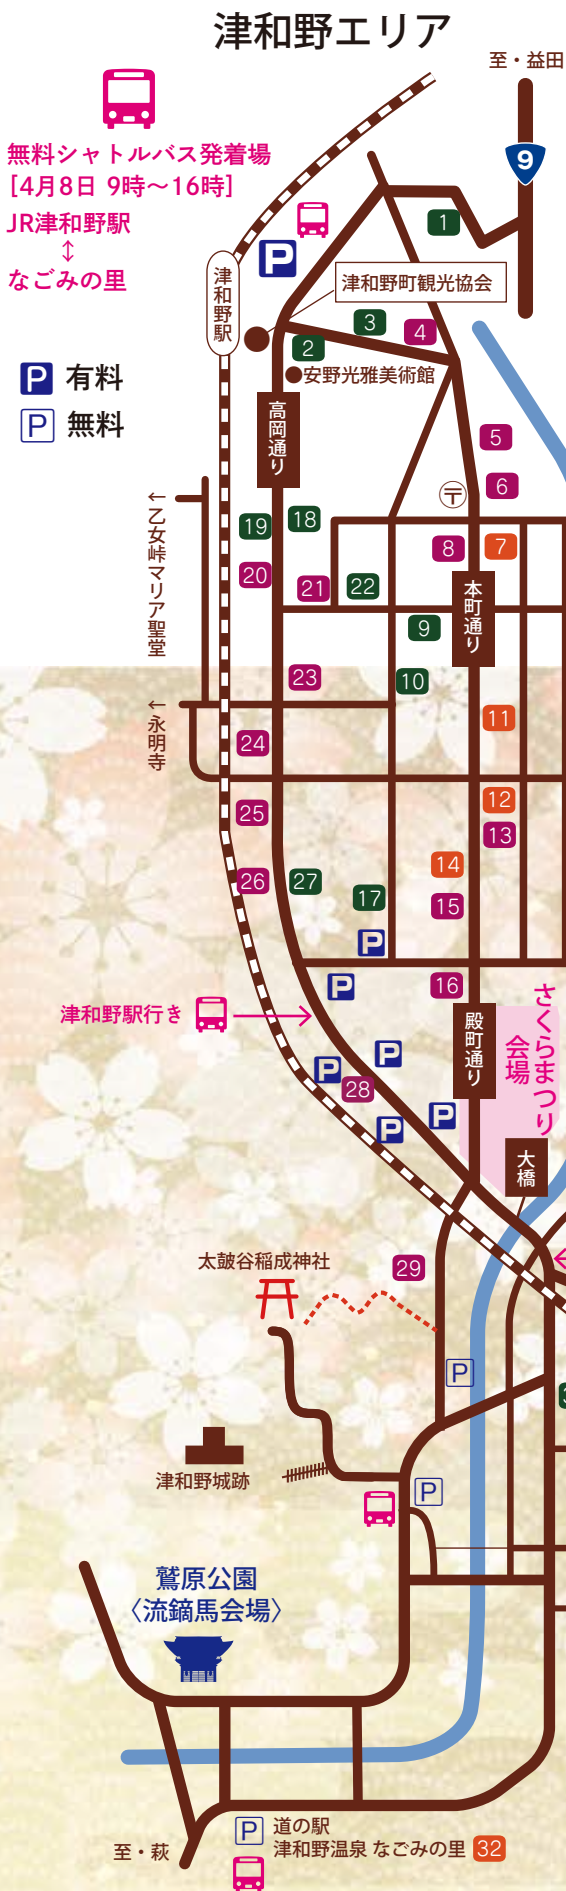 津和野エリア
至・益田
9
無料シャトルバス発着場
[4月8日 9時〜16時]
JR津和野駅
↕
なごみの里
P
津和野駅
津和野町観光協会
1
2
3
4
安野光雅美術館
P 有料
P 無料
高岡通り
5
6
〒
←乙女峠マリア聖堂
19
18
8
7
20
21
22
本町通り
9
23
10
←永明寺
24
11
25
12
13
14
26
27
17
15
P
P
16
津和野駅行き
殿町通り
さくらまつり
会場
P
P
28
P
P
大橋
太鼓谷稲成神社
29
P
津和野城跡
P
鷲原公園
〈流鏑馬会場〉
P 道の駅
津和野温泉 なごみの里 32
至・萩